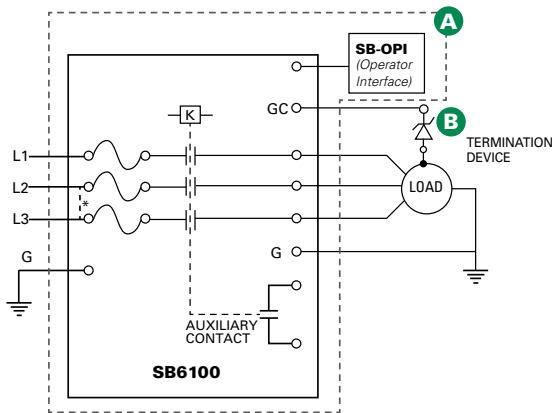 A
SB-OPI
(Operator
Interface)
K
GC
B
TERMINATION
DEVICE
L1
L2
LOAD
*
L3
G
G
AUXILIARY
CONTACT
SB6100